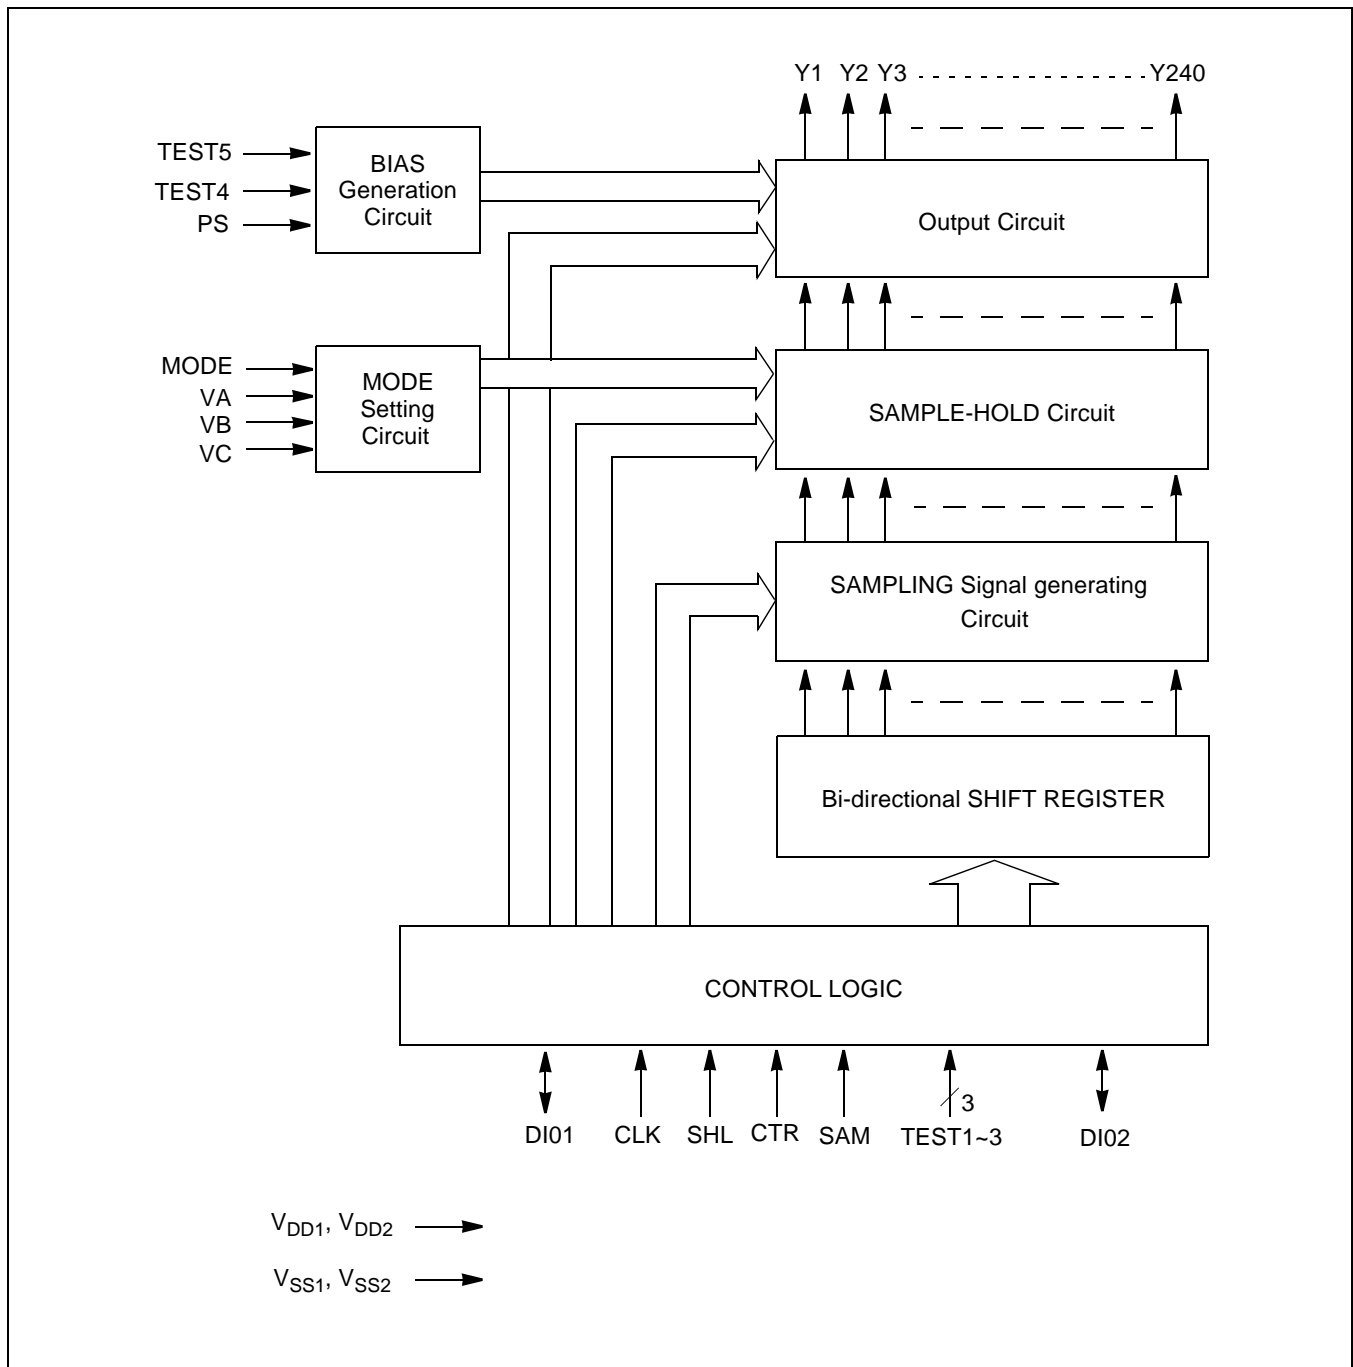 Y1 Y2 Y3 Y240
TEST5
TEST4
PS
BIAS
Generation
Circuit
Output Circuit
MODE
VA
VB
VC
MODE
Setting
Circuit
SAMPLE-HOLD Circuit
SAMPLING Signal generating
Circuit
Bi-directional SHIFT REGISTER
CONTROL LOGIC
3
DI01 CLK SHL CTR SAM TEST1~3 DI02
VDD1, VDD2
VSS1, VSS2